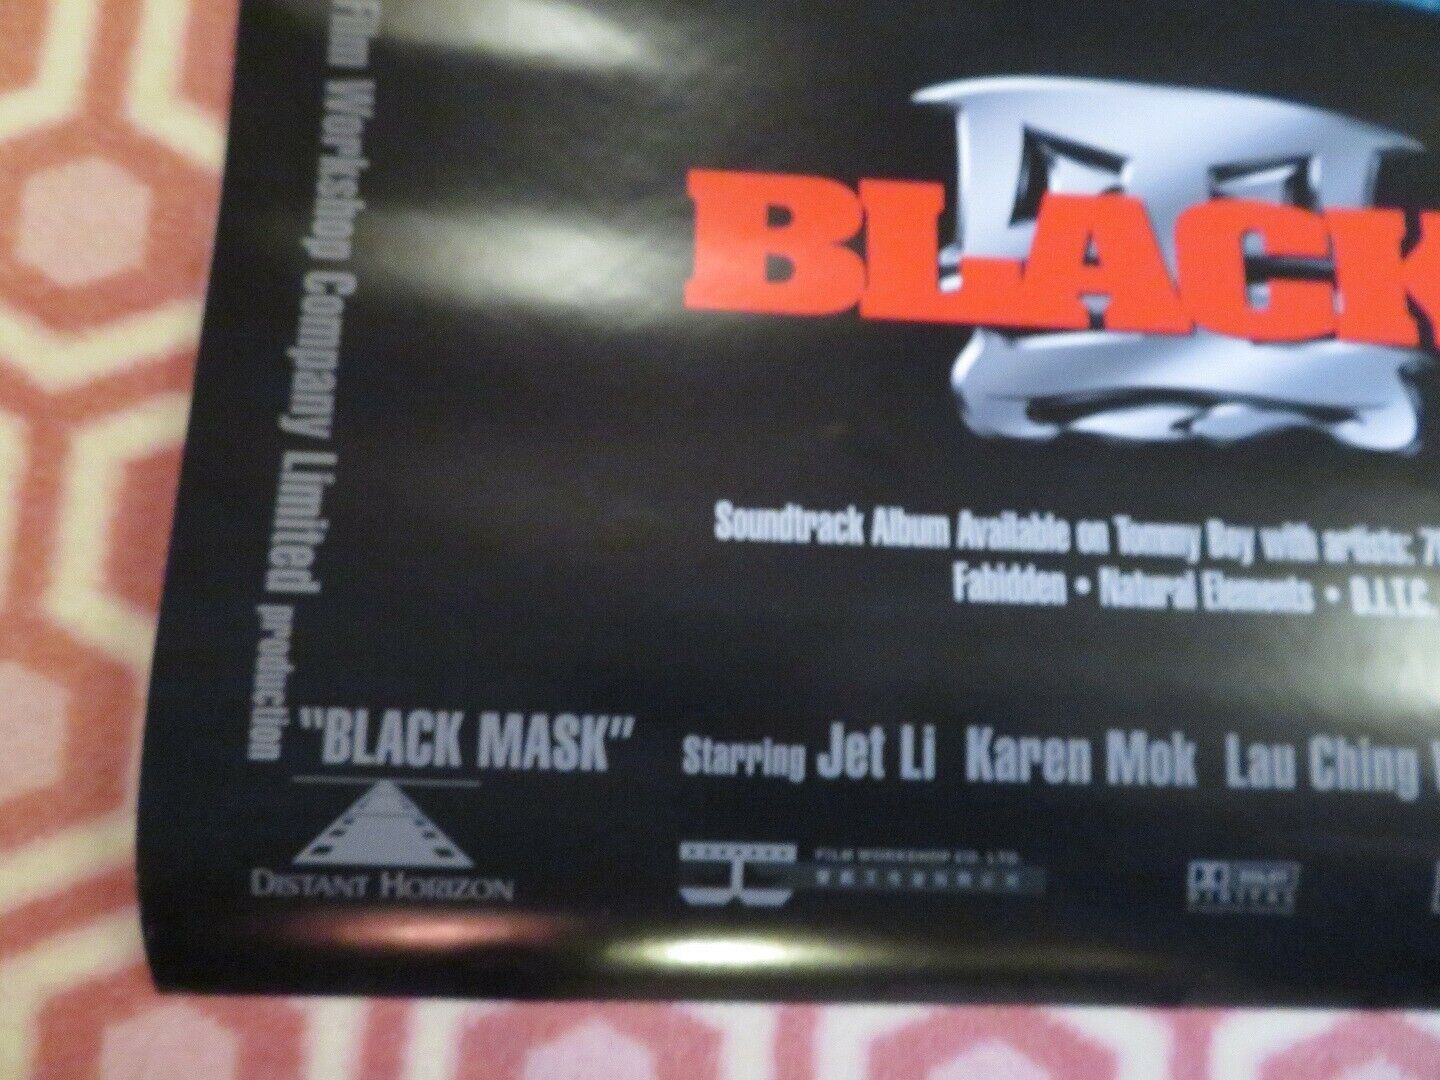 Film Workshop Company Limited production
BLACK
Soundtrack Album Available on Tommy Boy with artists:
Fabidden • Natural Elements • D.I.T.C.
"BLACK MASK" Starring Jet Li Karen Mok Lau Ching
DISTANT HORIZON
FILM WORKSHOP CO. LTD.
DIGITAL